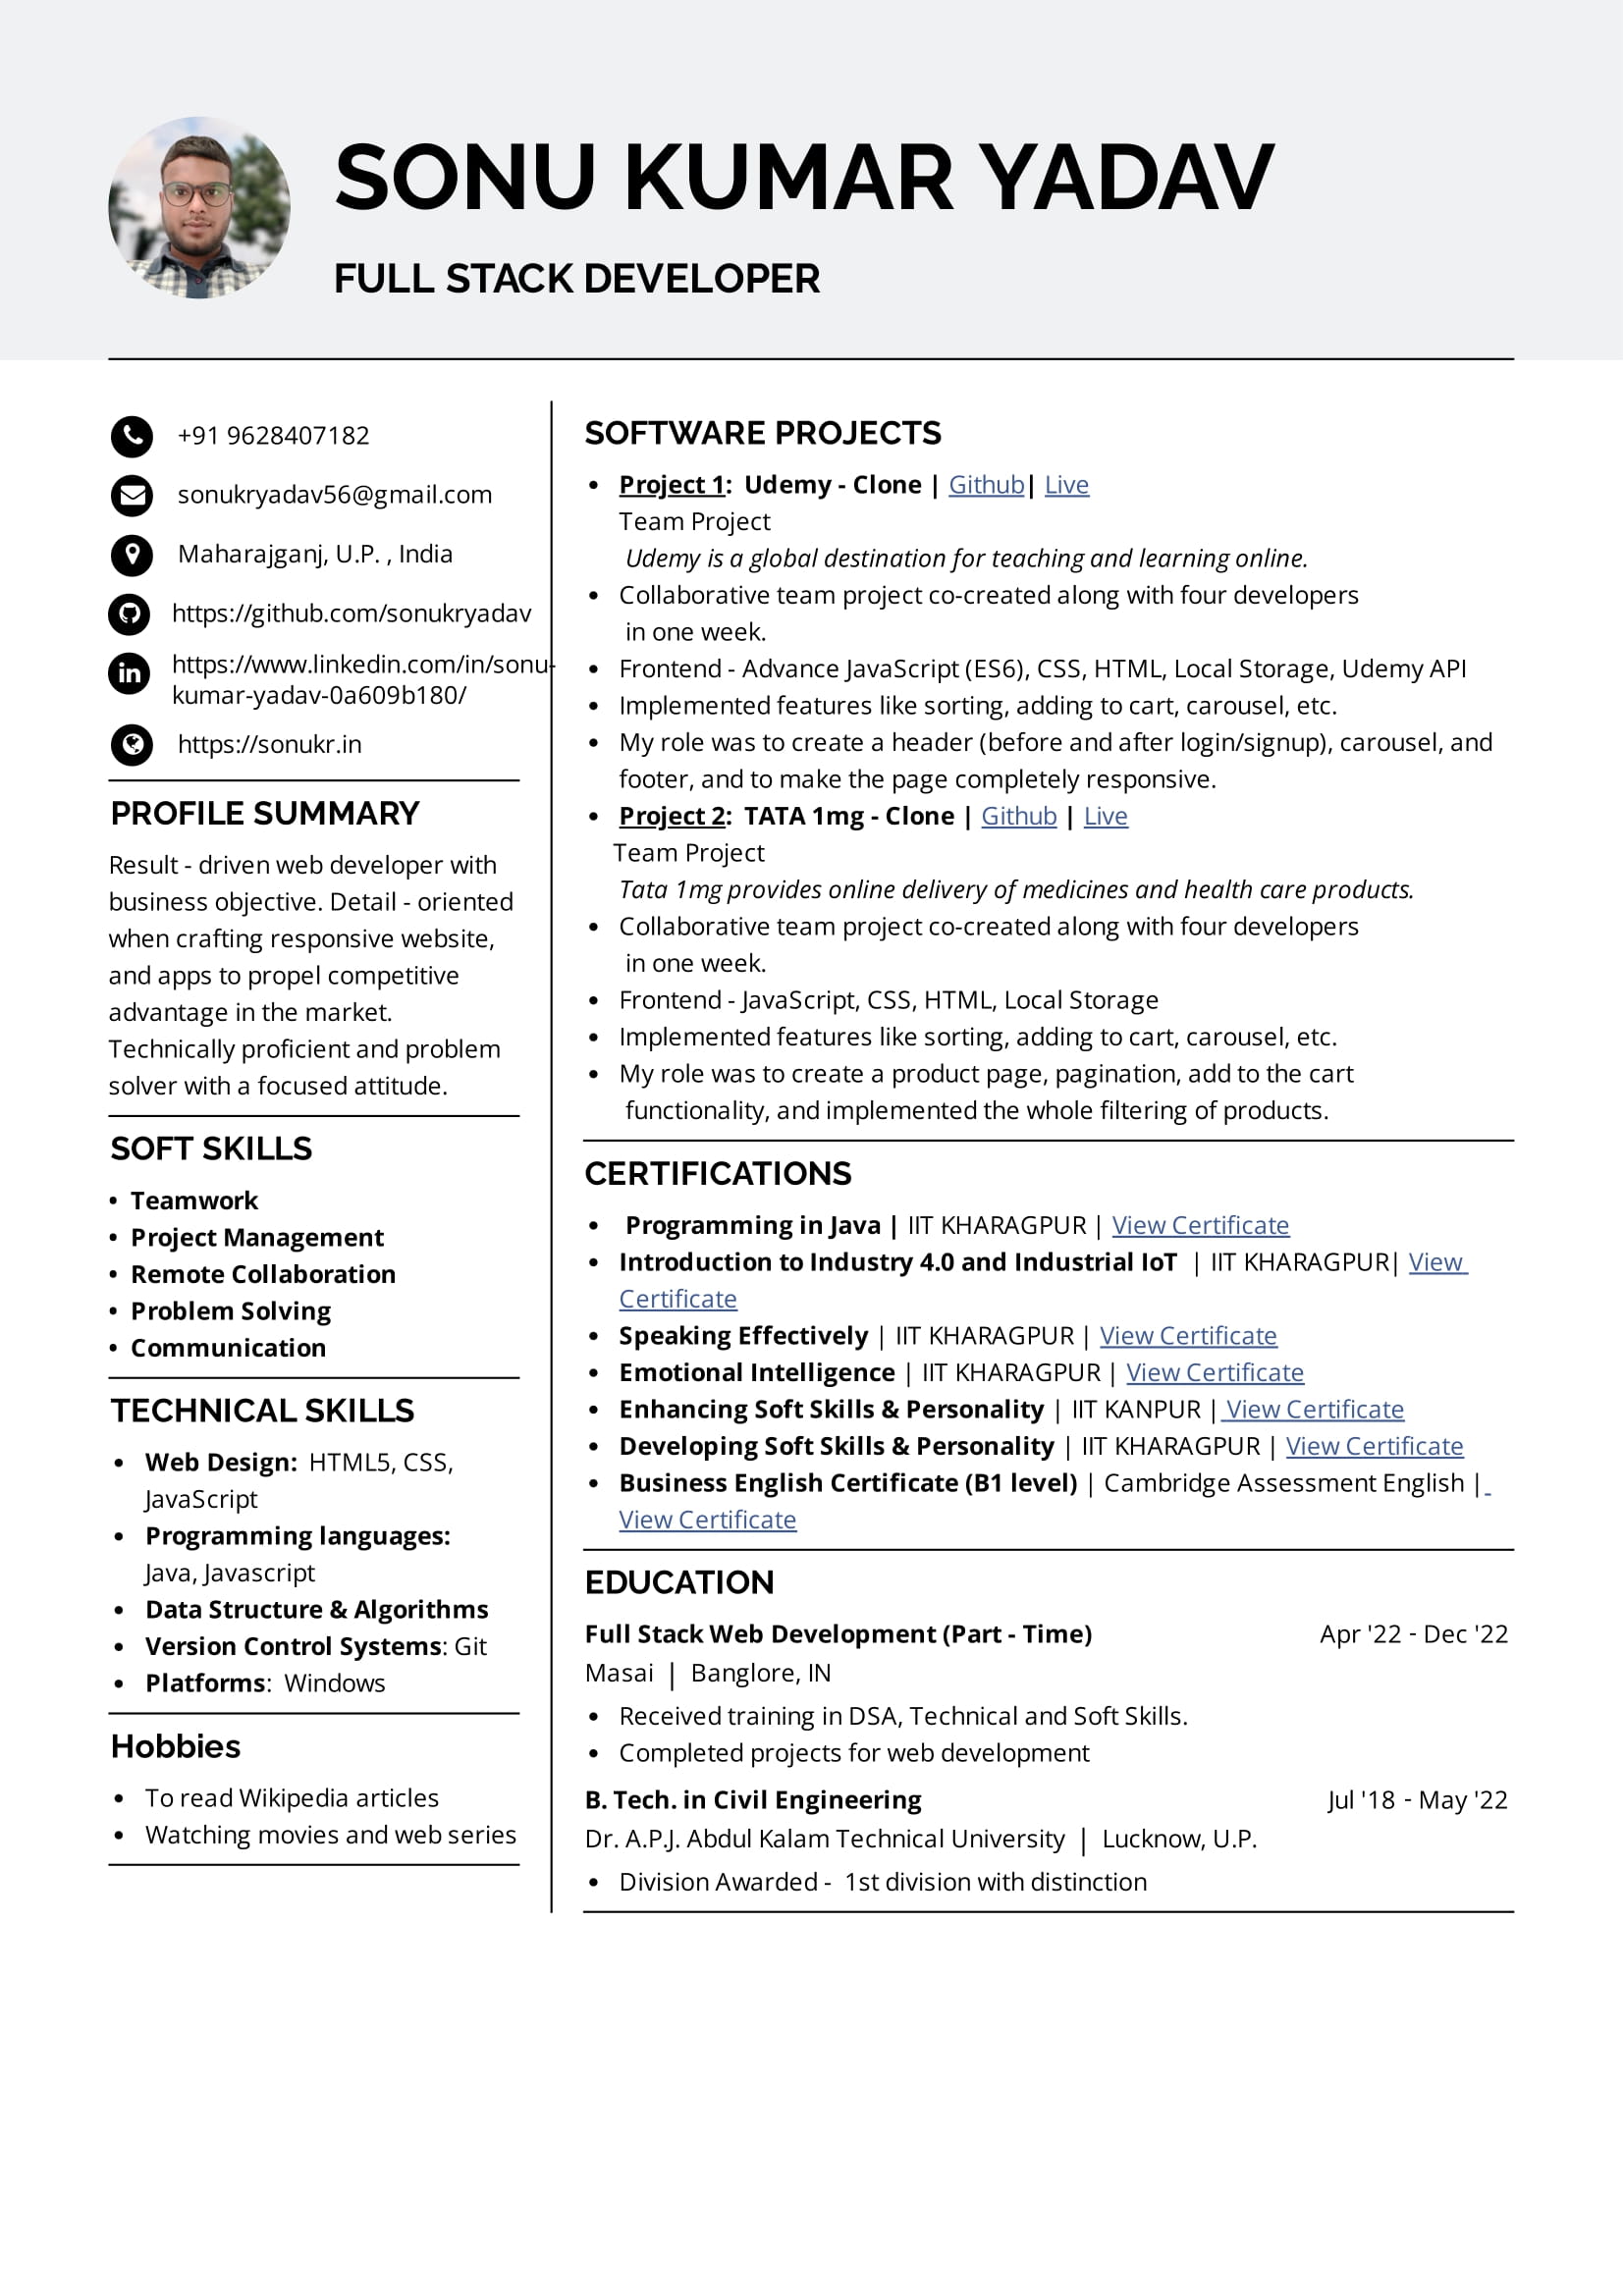 SONU KUMAR YADAV
FULL STACK DEVELOPER
+91 9628407182
sonukryadav56@gmail.com
Maharajganj, U.P. , India
https://github.com/sonukryadav
https://www.linkedin.com/in/sonu-
kumar-yadav-0a609b180/
https://sonukr.in
PROFILE SUMMARY
Result - driven web developer with
business objective. Detail - oriented
when crafting responsive website,
and apps to propel competitive
advantage in the market.
Technically proficient and problem
solver with a focused attitude.
SOFT SKILLS
• Teamwork
• Project Management
• Remote Collaboration
• Problem Solving
• Communication
TECHNICAL SKILLS
• Web Design: HTML5, CSS,
JavaScript
• Programming languages:
Java, Javascript
• Data Structure & Algorithms
• Version Control Systems: Git
• Platforms: Windows
Hobbies
• To read Wikipedia articles
• Watching movies and web series
SOFTWARE PROJECTS
• Project 1: Udemy - Clone | Github| Live
Team Project
Udemy is a global destination for teaching and learning online.
• Collaborative team project co-created along with four developers
in one week.
• Frontend - Advance JavaScript (ES6), CSS, HTML, Local Storage, Udemy API
• Implemented features like sorting, adding to cart, carousel, etc.
• My role was to create a header (before and after login/signup), carousel, and
footer, and to make the page completely responsive.
• Project 2: TATA 1mg - Clone | Github | Live
Team Project
Tata 1mg provides online delivery of medicines and health care products.
• Collaborative team project co-created along with four developers
in one week.
• Frontend - JavaScript, CSS, HTML, Local Storage
• Implemented features like sorting, adding to cart, carousel, etc.
• My role was to create a product page, pagination, add to the cart
functionality, and implemented the whole filtering of products.
CERTIFICATIONS
• Programming in Java | IIT KHARAGPUR | View Certificate
• Introduction to Industry 4.0 and Industrial IoT | IIT KHARAGPUR| View
Certificate
• Speaking Effectively | IIT KHARAGPUR | View Certificate
• Emotional Intelligence | IIT KHARAGPUR | View Certificate
• Enhancing Soft Skills & Personality | IIT KANPUR | View Certificate
• Developing Soft Skills & Personality | IIT KHARAGPUR | View Certificate
• Business English Certificate (B1 level) | Cambridge Assessment English |
View Certificate
EDUCATION
Full Stack Web Development (Part - Time) Apr '22 - Dec '22
Masai | Banglore, IN
• Received training in DSA, Technical and Soft Skills.
• Completed projects for web development
B. Tech. in Civil Engineering Jul '18 - May '22
Dr. A.P.J. Abdul Kalam Technical University | Lucknow, U.P.
• Division Awarded - 1st division with distinction